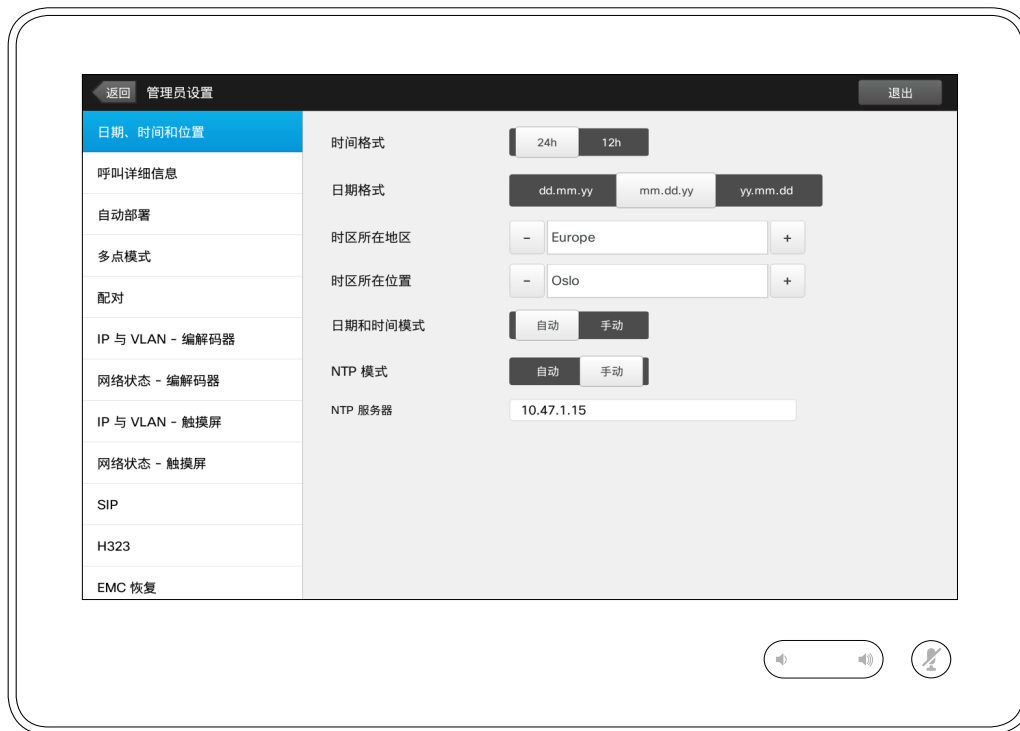 返回 管理员设置 退出
日期、时间和位置
呼叫详细信息
自动部署
多点模式
配对
IP 与 VLAN - 编解码器
网络状态 - 编解码器
IP 与 VLAN - 触摸屏
网络状态 - 触摸屏
SIP
H323
EMC 恢复
时间格式 24h 12h
日期格式 dd.mm.yy mm.dd.yy yy.mm.dd
时区所在地区 - Europe +
时区所在位置 - Oslo +
日期和时间模式 自动 手动
NTP 模式 自动 手动
NTP 服务器 10.47.1.15